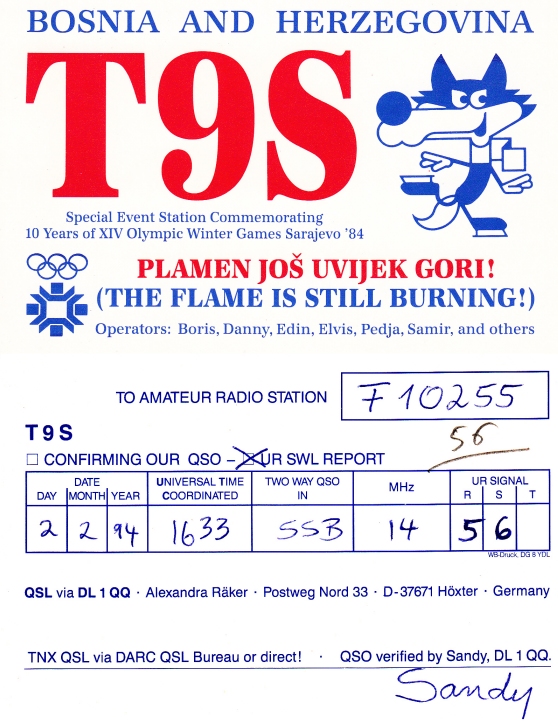 BOSNIA AND HERZEGOVINA
T9S
Special Event Station Commemorating
10 Years of XIV Olympic Winter Games Sarajevo '84
PLAMEN JOŠ UVIJEK GORI!
(THE FLAME IS STILL BURNING!)
Operators: Boris, Danny, Edin, Elvis, Pedja, Samir, and others
TO AMATEUR RADIO STATION F10255
T9S
56
CONFIRMING OUR QSO – UR SWL REPORT
DAY DATE MONTH YEAR UNIVERSAL TIME COORDINATED TWO WAY QSO IN MHz UR SIGNAL R S T
2 2 94 1633 SSB 14 5 6
WB-Druck, DG 8 YDL
QSL via DL 1 QQ · Alexandra Räker · Postweg Nord 33 · D-37671 Höxter · Germany
TNX QSL via DARC QSL Bureau or direct! · QSO verified by Sandy, DL 1 QQ.
Sandy